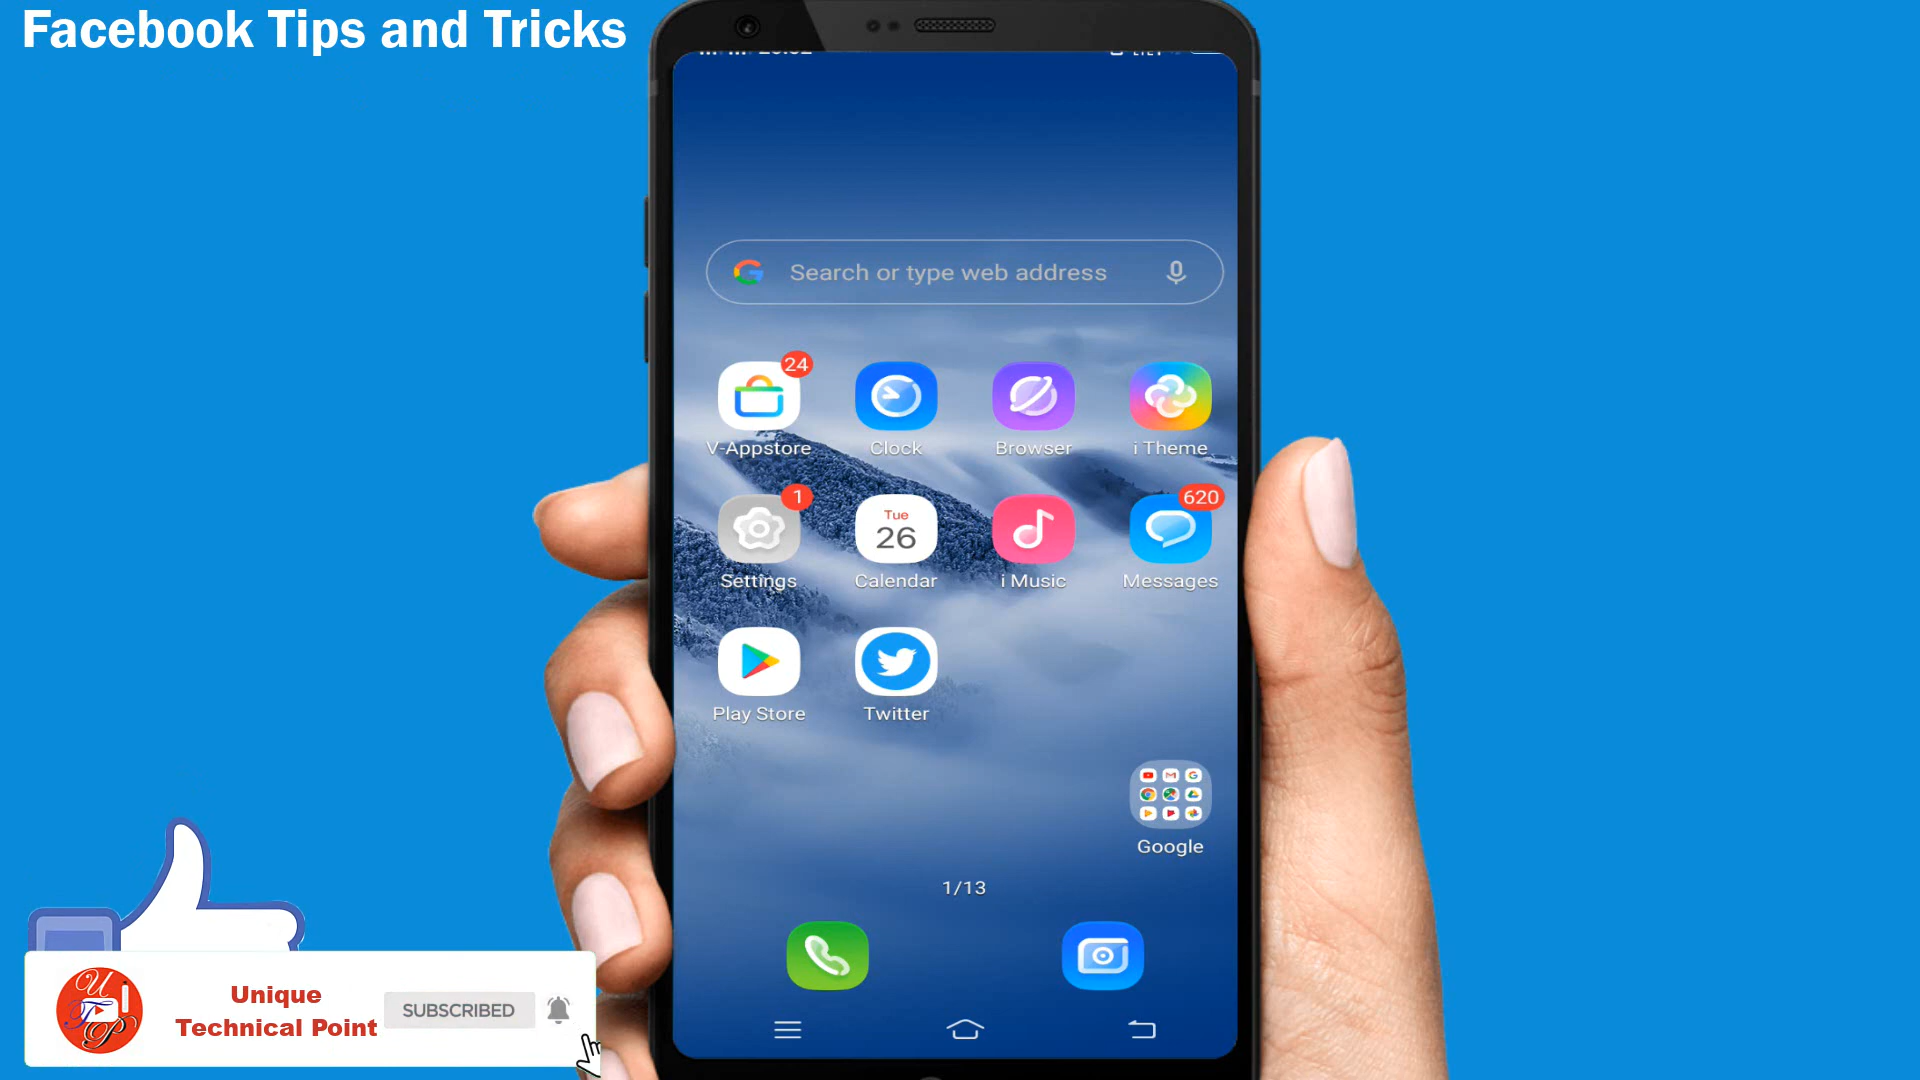 Facebook Tips and Tricks
Search or type web address
24
V-Appstore
Clock
Browser
i Theme
1
Tue
26
620
Settings
Calendar
i Music
Messages
Play Store
Twitter
Google
1/13
Unique
Technical Point
SUBSCRIBED
UTP